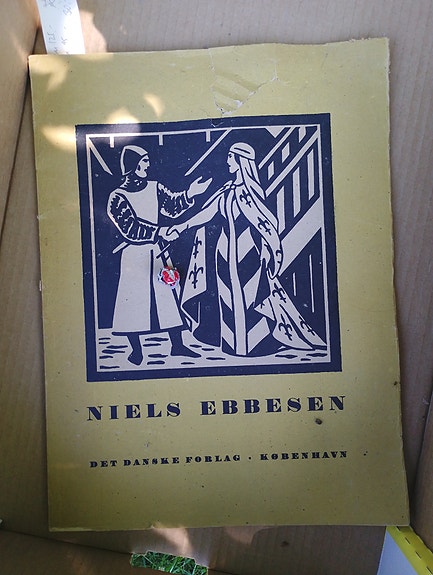 NIELS EBBESEN
DET DANSKE FORLAG · KØBENHAVN